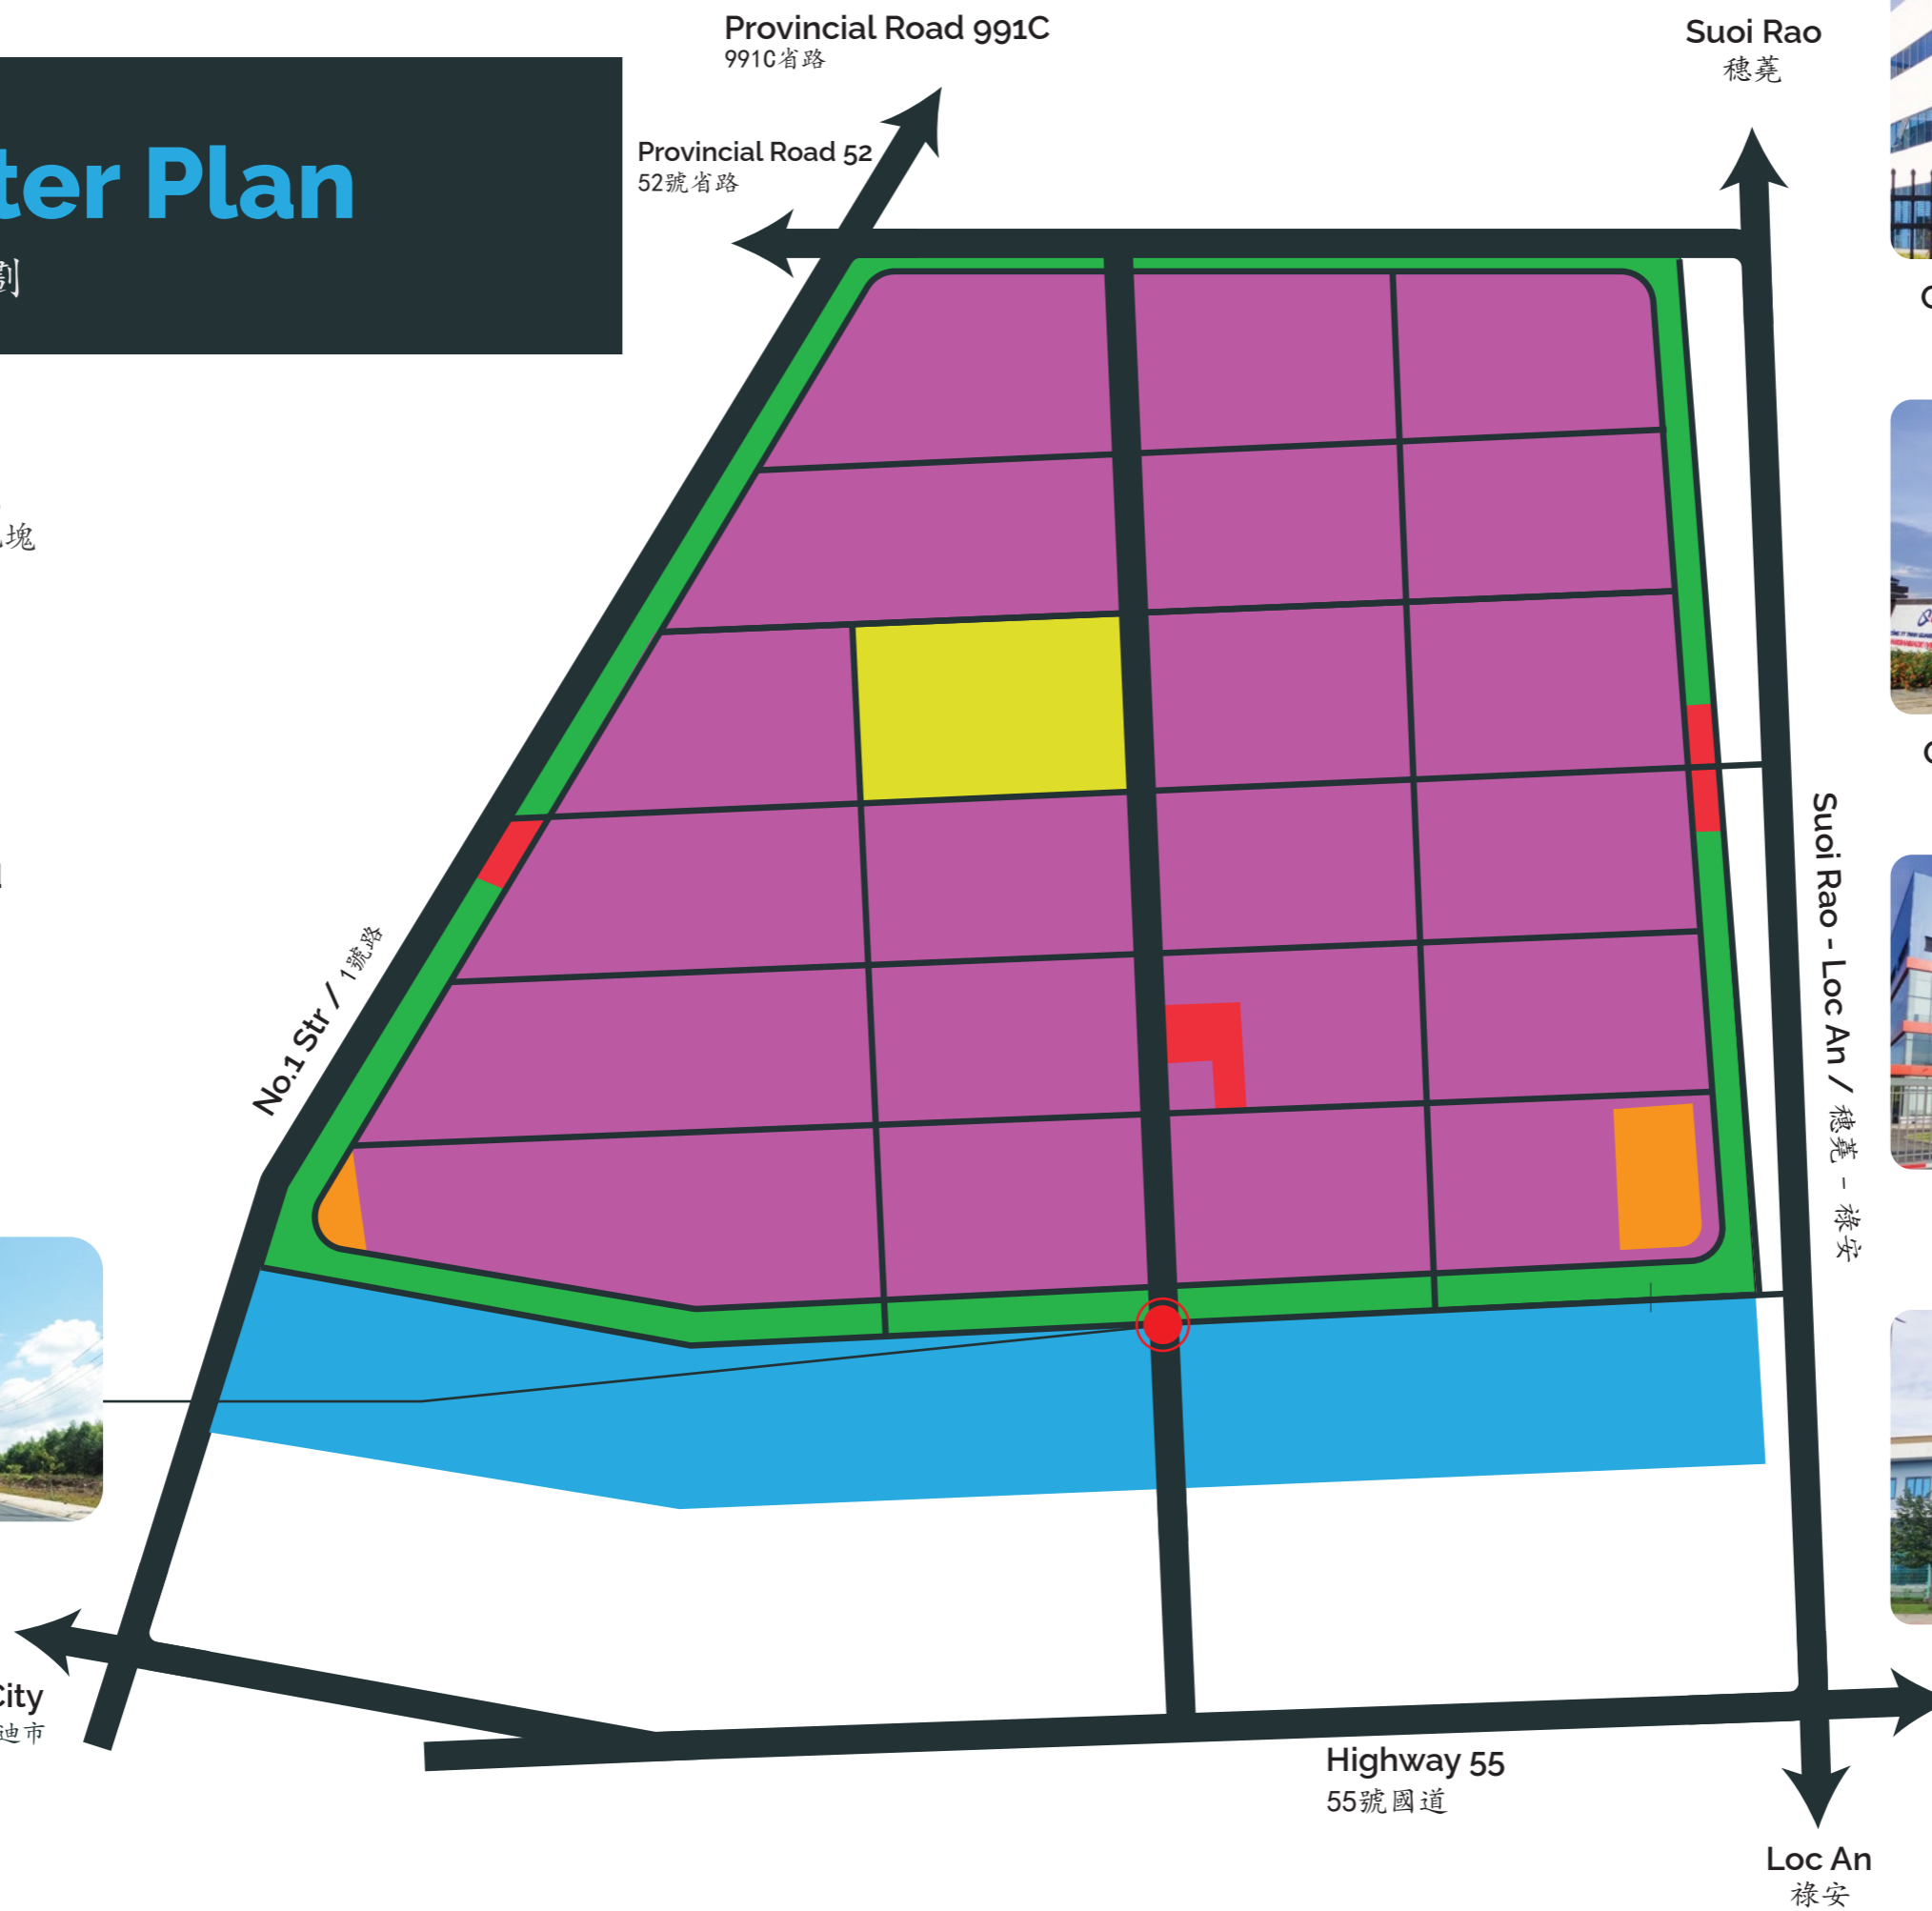 Provincial Road 991C
991C省路
Suoi Rao
穗蕘
Provincial Road 52
52號省路
ter Plan
劃
塊
No.1 Str / 1號路
Suoi Rao - Loc An / 穗蕘 - 祿安
City
迪市
Highway 55
55號國道
Loc An
祿安